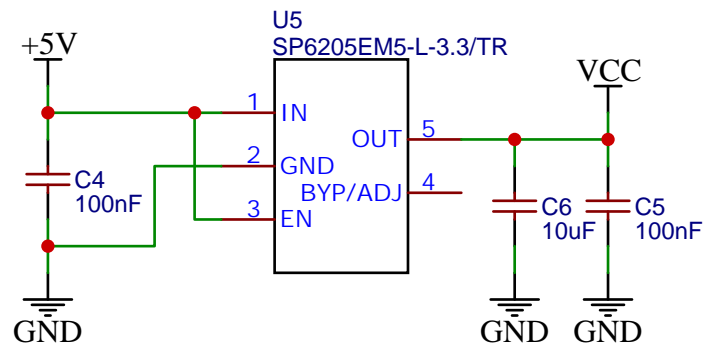 U5
SP6205EM5-L-3.3/TR
+5V
VCC
1
IN
OUT
5
2
GND
BYP/ADJ
4
3
EN
C4
100nF
C6
10uF
C5
100nF
GND
GND
GND